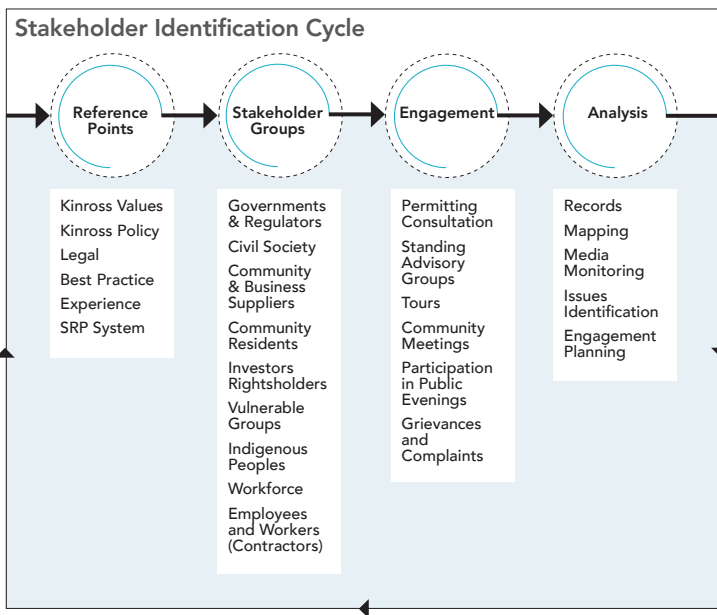 Stakeholder Identification Cycle
Reference
Points
Stakeholder
Groups
Engagement
Analysis
Kinross Values
Kinross Policy
Legal
Best Practice
Experience
SRP System
Governments
& Regulators
Civil Society
Community
& Business
Suppliers
Community
Residents
Investors
Rightsholders
Vulnerable
Groups
Indigenous
Peoples
Workforce
Employees
and Workers
(Contractors)
Permitting
Consultation
Standing
Advisory
Groups
Tours
Community
Meetings
Participation
in Public
Evenings
Grievances
and
Complaints
Records
Mapping
Media
Monitoring
Issues
Identification
Engagement
Planning